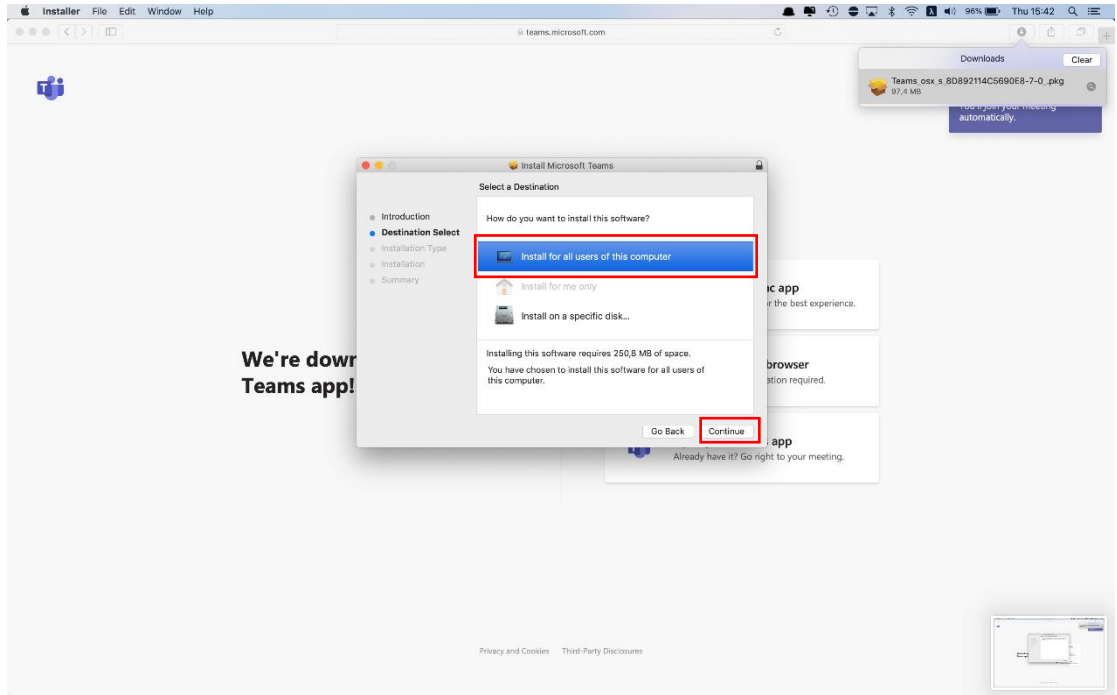 Installer File Edit Window Help
96% Thu 15:42
teams.microsoft.com
Downloads
Clear
Teams_osx_s_8D892114C5690E8-7-0_.pkg
97,4 MB
automatically.
Install Microsoft Teams
Select a Destination
Introduction
Destination Select
Installation Type
Installation
Summary
How do you want to install this software?
Install for all users of this computer
Install for me only
Install on a specific disk...
Installing this software requires 250,8 MB of space.
You have chosen to install this software for all users of
this computer.
Go Back
Continue
We're down
Teams app!
c app
r the best experience.
browser
ation required.
app
Already have it? Go right to your meeting.
Privacy and Cookies Third-Party Disclosures